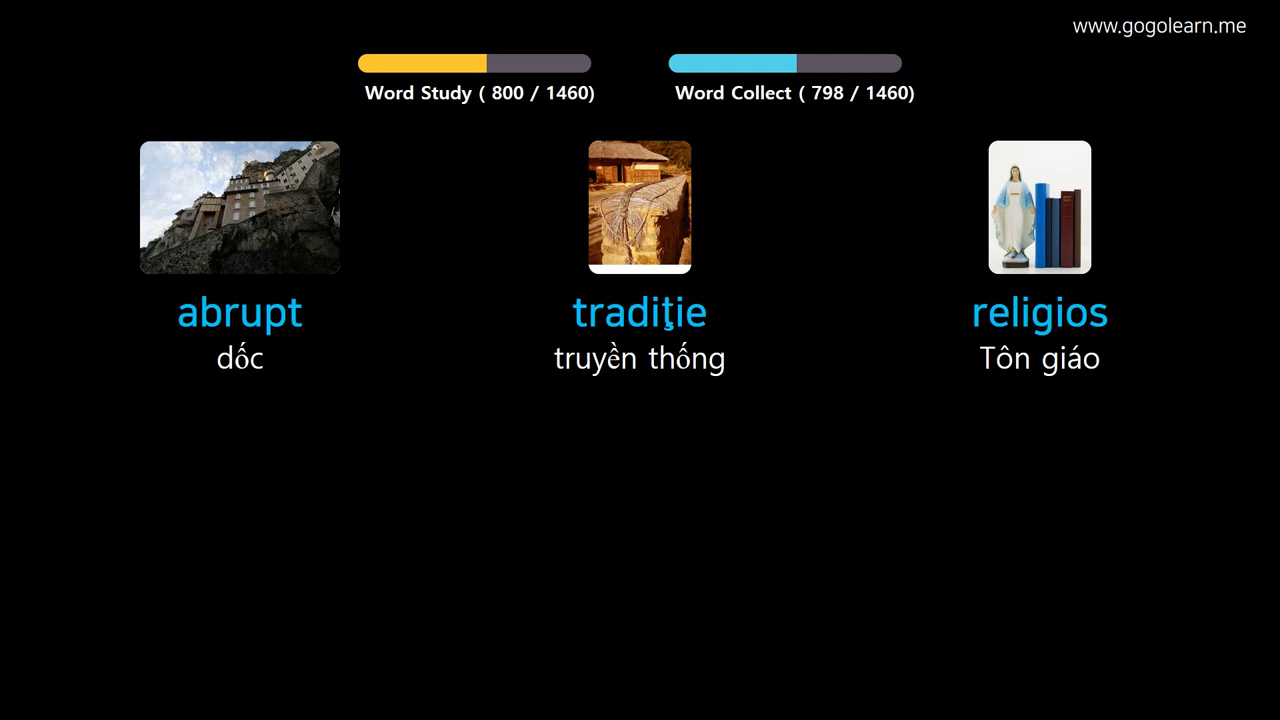 www.gogolearn.me
Word Study ( 800 / 1460)
Word Collect ( 798 / 1460)
abrupt
tradiţie
religios
dốc
truyền thống
Tôn giáo